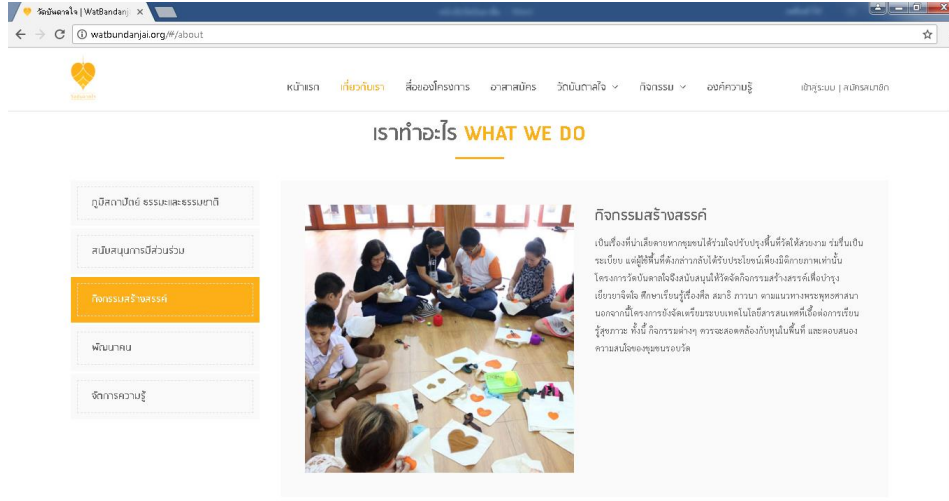 วัดบันดาลใจ | WatBandanj
watbundanjai.org/#/about
หน้าแรก เกี่ยวกับเรา สื่อของโครงการ อาสาสมัคร วัดบันดาลใจ กิจกรรม องค์ความรู้ เข้าสู่ระบบ | สมัครสมาชิก
เราทำอะไร WHAT WE DO
ภูมิสถาปัตย์ ธรรมะและธรรมชาติ
สนับสนุนการมีส่วนร่วม
กิจกรรมสร้างสรรค์
พัฒนาคน
จัดการความรู้
กิจกรรมสร้างสรรค์
เป็นเรื่องที่น่าเสียดายหากชุมชนได้ร่วมใจปรับปรุงพื้นที่วัดให้สวยงาม ร่มรื่นเป็น
ระเบียบ แต่ผู้ใช้พื้นที่ดังกล่าวกลับได้รับประโยชน์เพียงมิติกายภาพเท่านั้น
โครงการวัดบันดาลใจจึงสนับสนุนให้วัดจัดกิจกรรมสร้างสรรค์เพื่อบำรุง
เยียวยาจิตใจ ศึกษาเรียนรู้เรื่องศีล สมาธิ ภาวนา ตามแนวทางพระพุทธศาสนา
นอกจากนี้โครงการยังจัดเตรียมระบบเทคโนโลยีสารสนเทศที่เอื้อต่อการเรียน
รู้สุขภาวะ ทั้งนี้ กิจกรรมต่างๆ ควรจะสอดคล้องกับทุนในพื้นที่ และตอบสนอง
ความสนใจของชุมชนรอบวัด